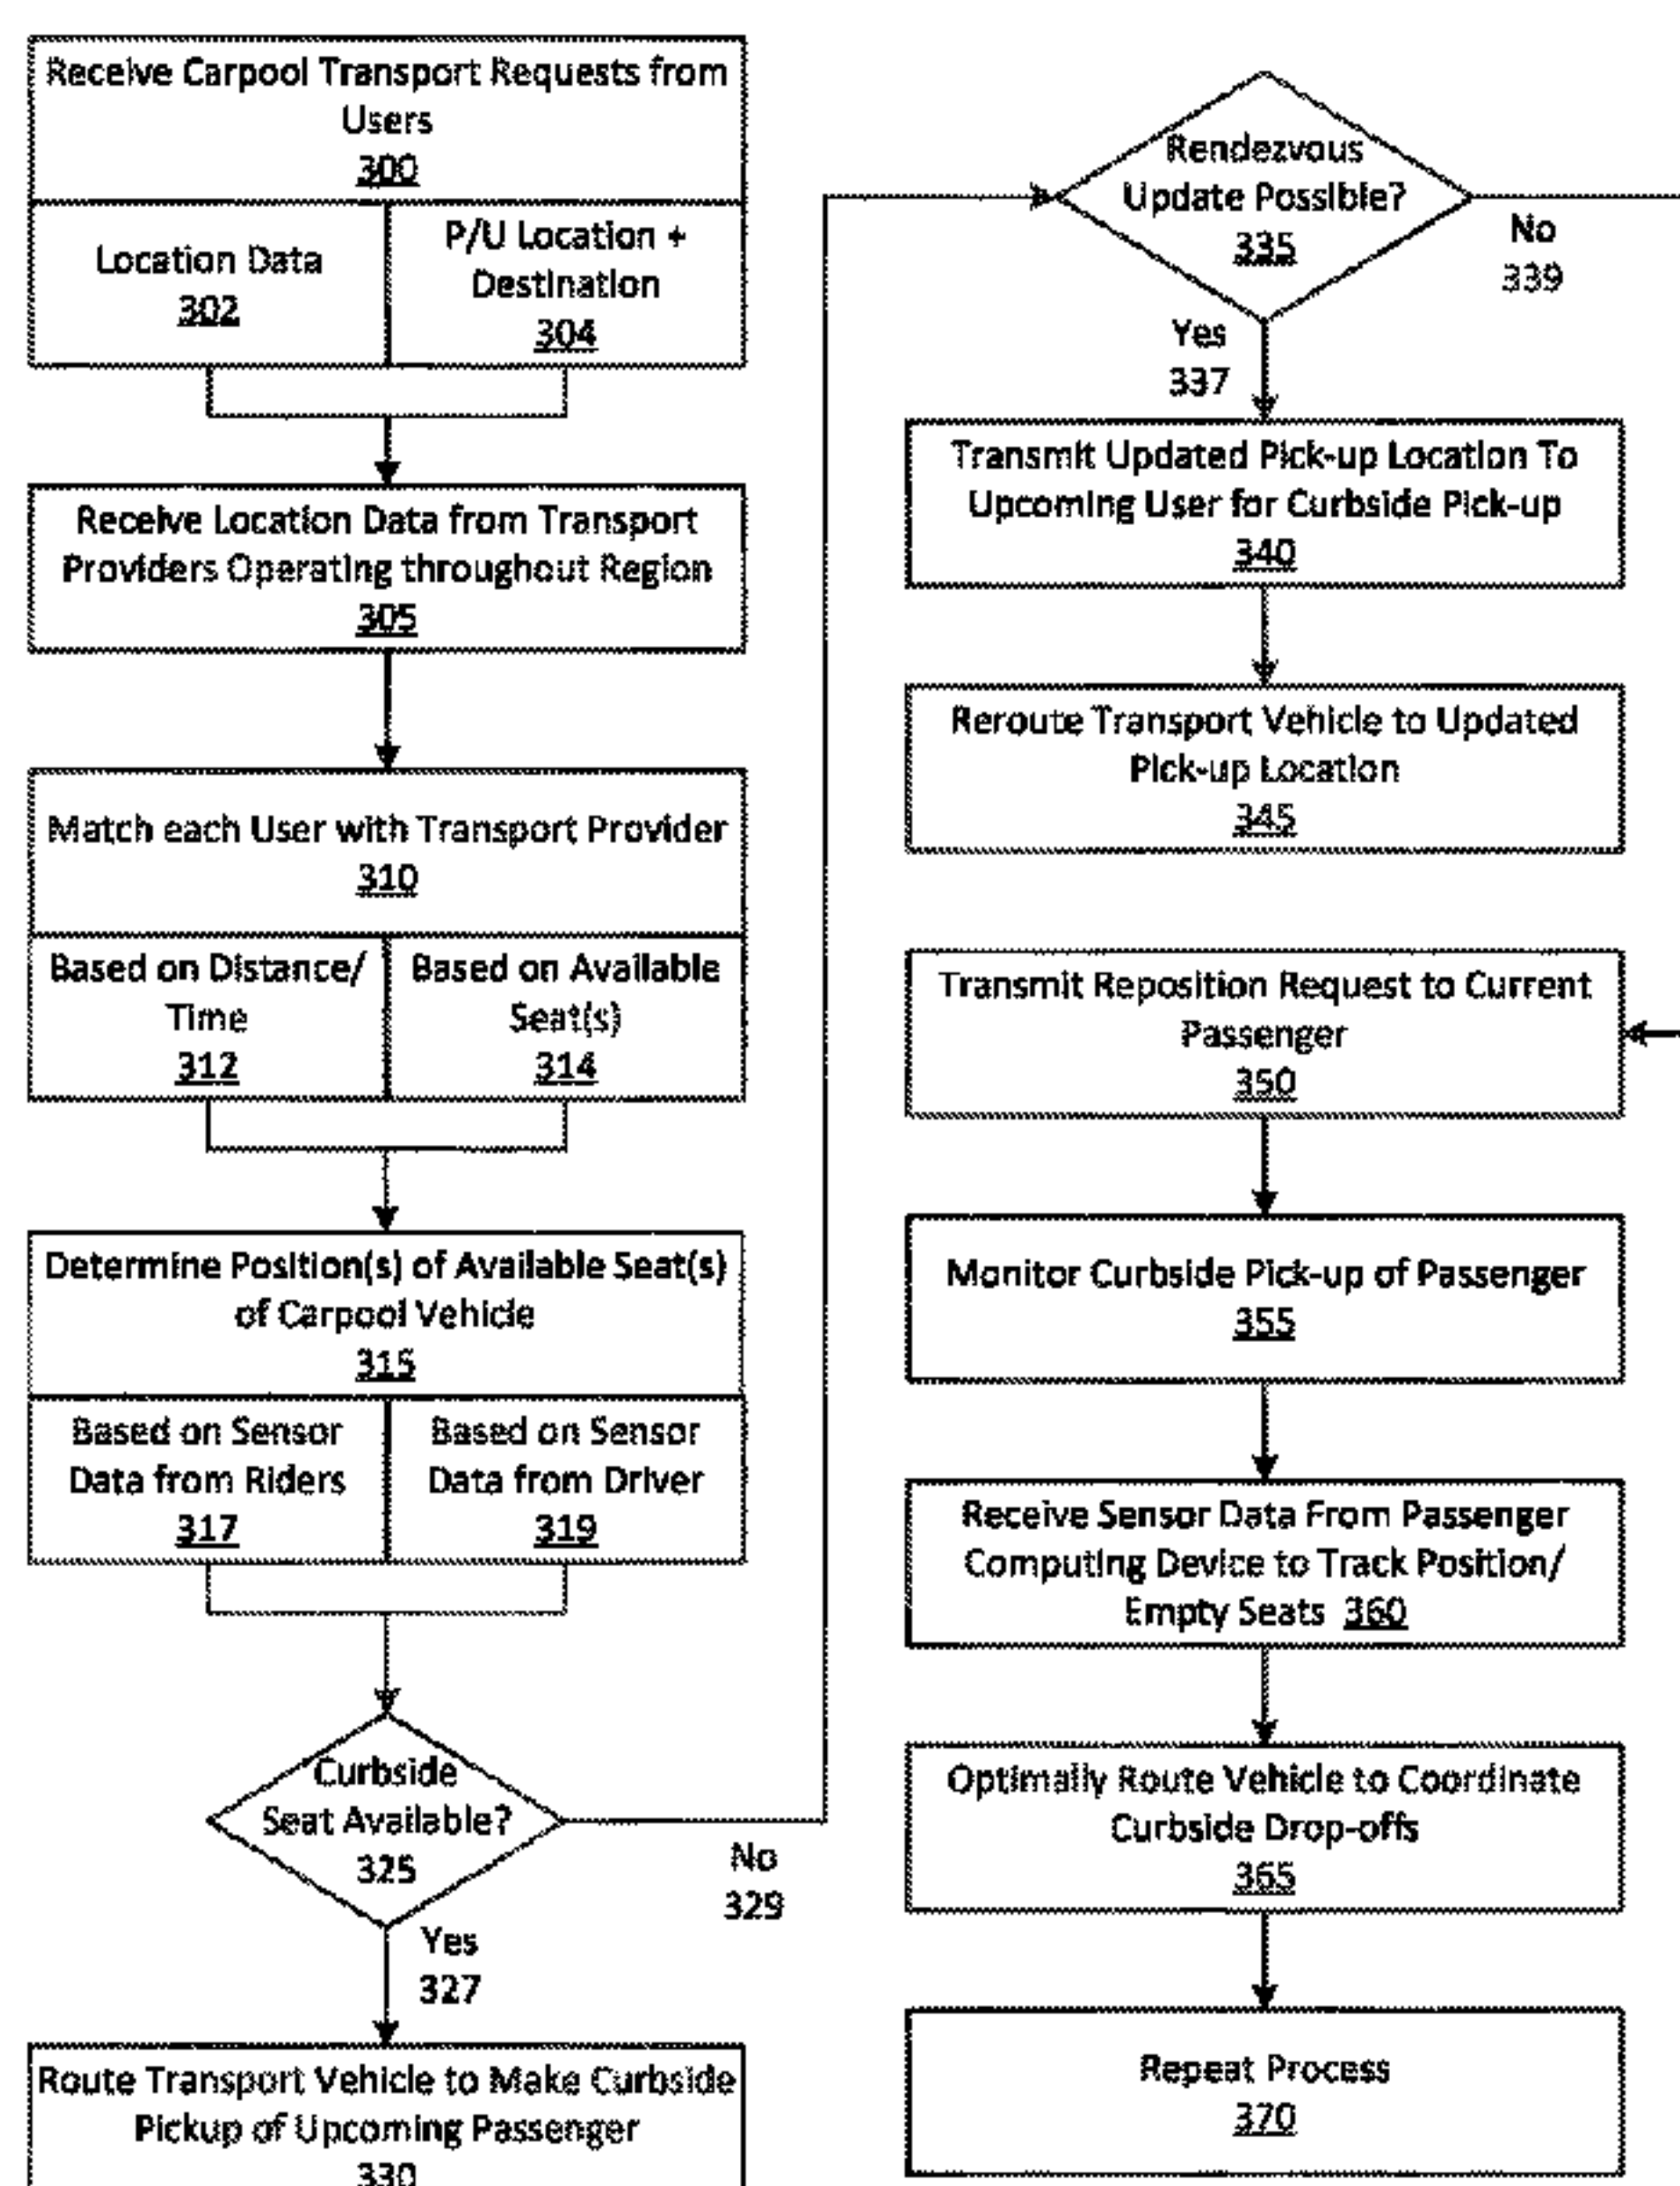 Receive Carpool Transport Requests from
Users
300
Location Data
302
P/U Location +
Destination
304
Receive Location Data from Transport
Providers Operating throughout Region
305
Match each User with Transport Provider
310
Based on Distance/
Time
312
Based on Available
Seat(s)
314
Determine Position(s) of Available Seat(s)
of Carpool Vehicle
315
Based on Sensor
Data from Riders
317
Based on Sensor
Data from Driver
319
Curbside
Seat Available?
325
No
329
Yes
327
Route Transport Vehicle to Make Curbside
Pickup of Upcoming Passenger
330
Rendezvous
Update Possible?
335
No
339
Yes
337
Transmit Updated Pick-up Location To
Upcoming User for Curbside Pick-up
340
Reroute Transport Vehicle to Updated
Pick-up Location
345
Transmit Reposition Request to Current
Passenger
350
Monitor Curbside Pick-up of Passenger
355
Receive Sensor Data From Passenger
Computing Device to Track Position/
Empty Seats 360
Optimally Route Vehicle to Coordinate
Curbside Drop-offs
365
Repeat Process
370